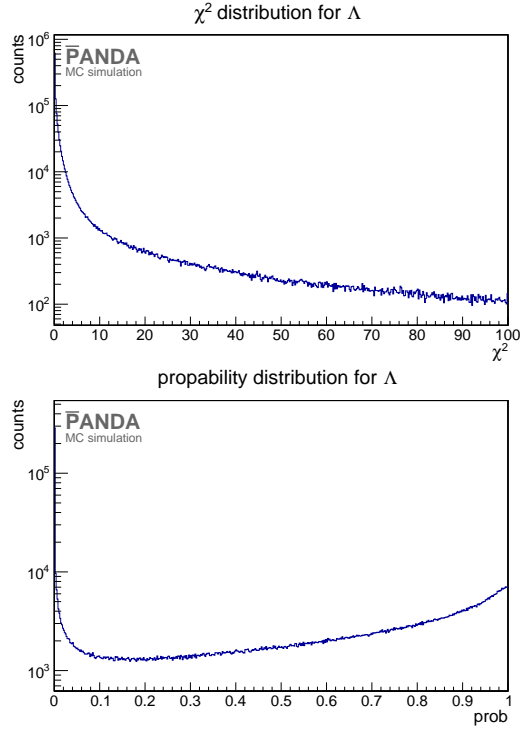 χ² distribution for Λ
counts
10⁶
10⁵
10⁴
10³
10²
P̅ANDA
MC simulation
0 10 20 30 40 50 60 70 80 90 100
χ²
propability distribution for Λ
counts
10⁵
10⁴
10³
P̅ANDA
MC simulation
0 0.1 0.2 0.3 0.4 0.5 0.6 0.7 0.8 0.9 1
prob